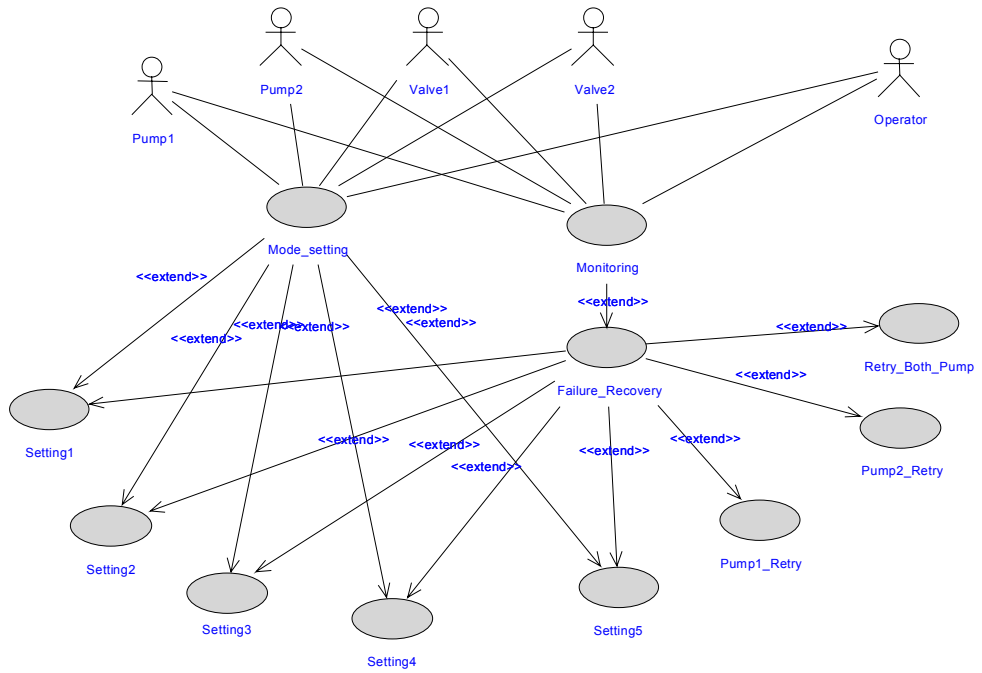 Pump2
Valve1
Valve2
Operator
Pump1
Mode_setting
Monitoring
<<extend>>
<<extend>>
<<extend>>
<<extend>>
<<extend>>
<<extend>>
<<extend>>
<<extend>>
<<extend>>
Retry_Both_Pump
Failure_Recovery
<<extend>>
<<extend>>
<<extend>>
<<extend>>
<<extend>>
<<extend>>
Setting1
Pump2_Retry
Setting2
Pump1_Retry
Setting3
Setting5
Setting4